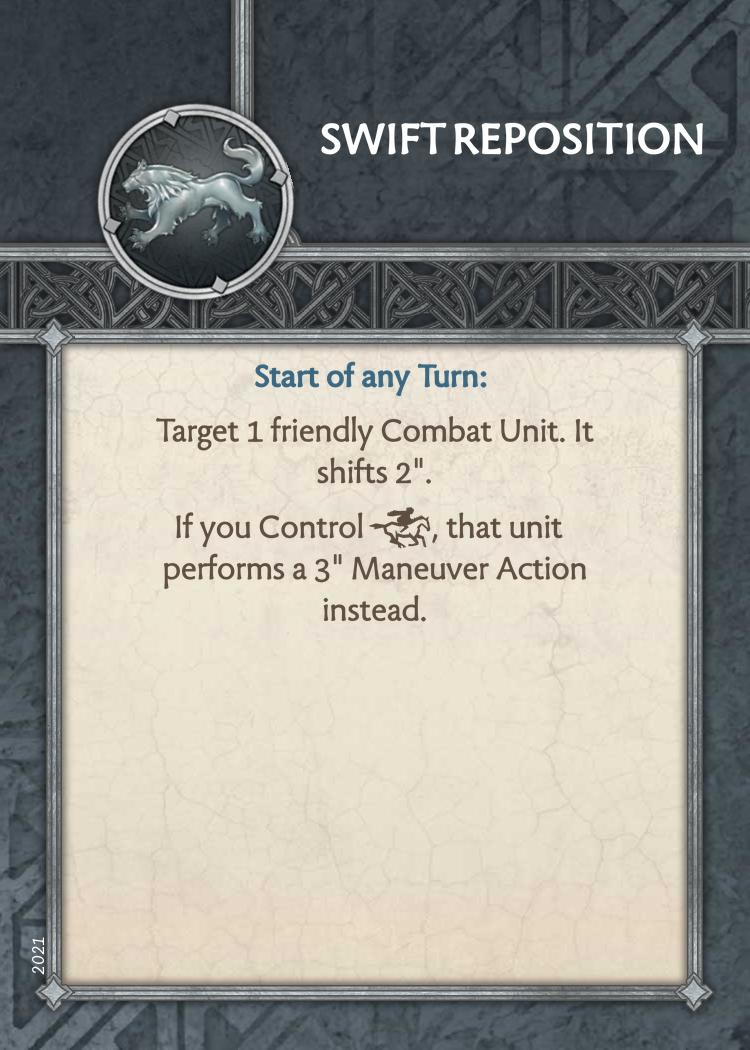 SWIFT REPOSITION
Start of any Turn:
Target 1 friendly Combat Unit. It
shifts 2".
If you Control , that unit
performs a 3" Maneuver Action
instead.
2021